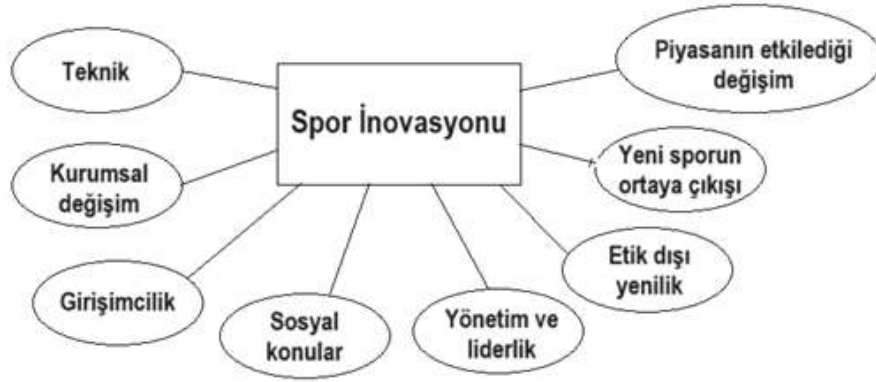 Spor İnovasyonu
Teknik
Kurumsal
değişim
Girişimcilik
Sosyal
konular
Yönetim ve
liderlik
Etik dışı
yenilik
Yeni sporun
ortaya çıkışı
Piyasanın etkilediği
değişim